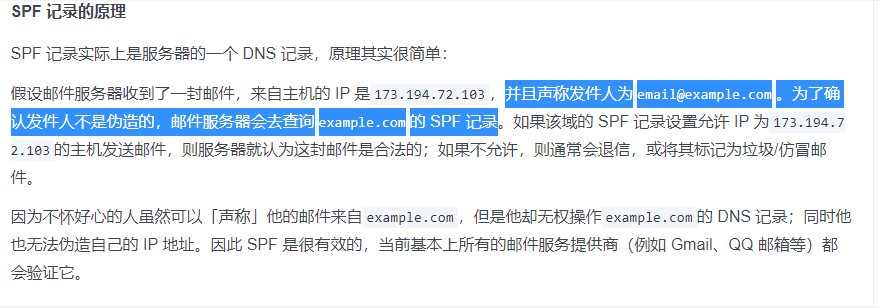 SPF 记录的原理
SPF 记录实际上是服务器的一个 DNS 记录，原理其实很简单：
假设邮件服务器收到了一封邮件，来自主机的 IP 是 173.194.72.103，并且声称发件人为 email@example.com。为了确
认发件人不是伪造的，邮件服务器会去查询 example.com 的 SPF 记录。如果该域的 SPF 记录设置允许 IP 为 173.194.7
2.103 的主机发送邮件，则服务器就认为这封邮件是合法的；如果不允许，则通常会退信，或将其标记为垃圾/仿冒邮
件。
因为不怀好心的人虽然可以「声称」他的邮件来自 example.com，但是他却无权操作 example.com 的 DNS 记录；同时他
也无法伪造自己的 IP 地址。因此 SPF 是很有效的，当前基本上所有的邮件服务提供商（例如 Gmail、QQ 邮箱等）都
会验证它。